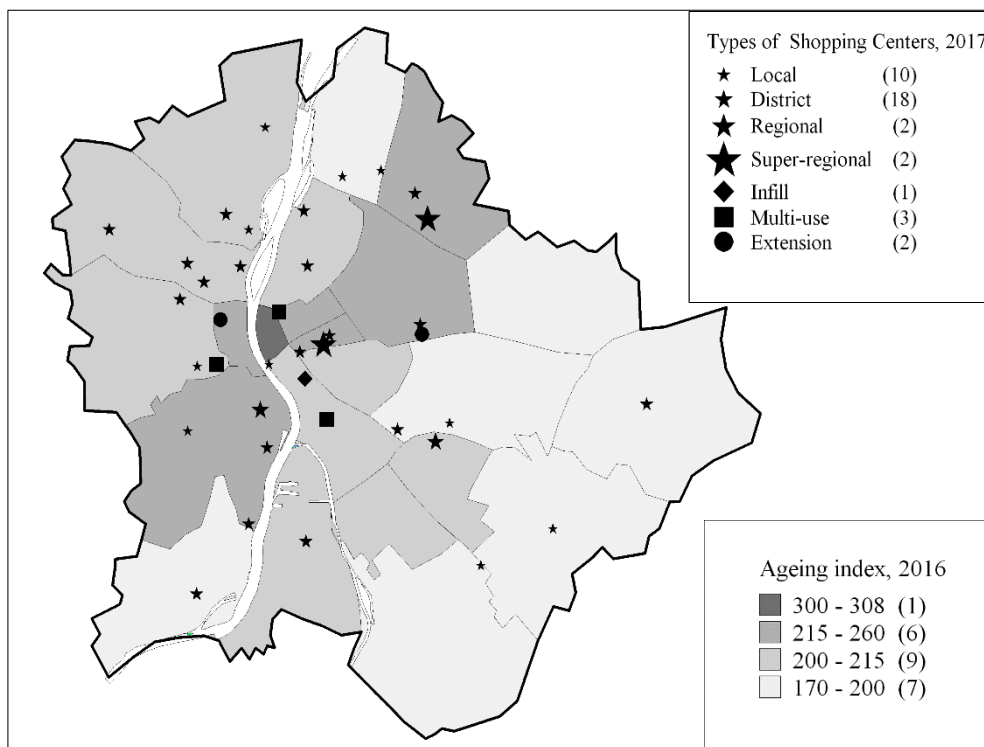 Types of Shopping Centers, 2017
Local (10)
District (18)
Regional (2)
Super-regional (2)
Infill (1)
Multi-use (3)
Extension (2)
Ageing index, 2016
300 - 308 (1)
215 - 260 (6)
200 - 215 (9)
170 - 200 (7)